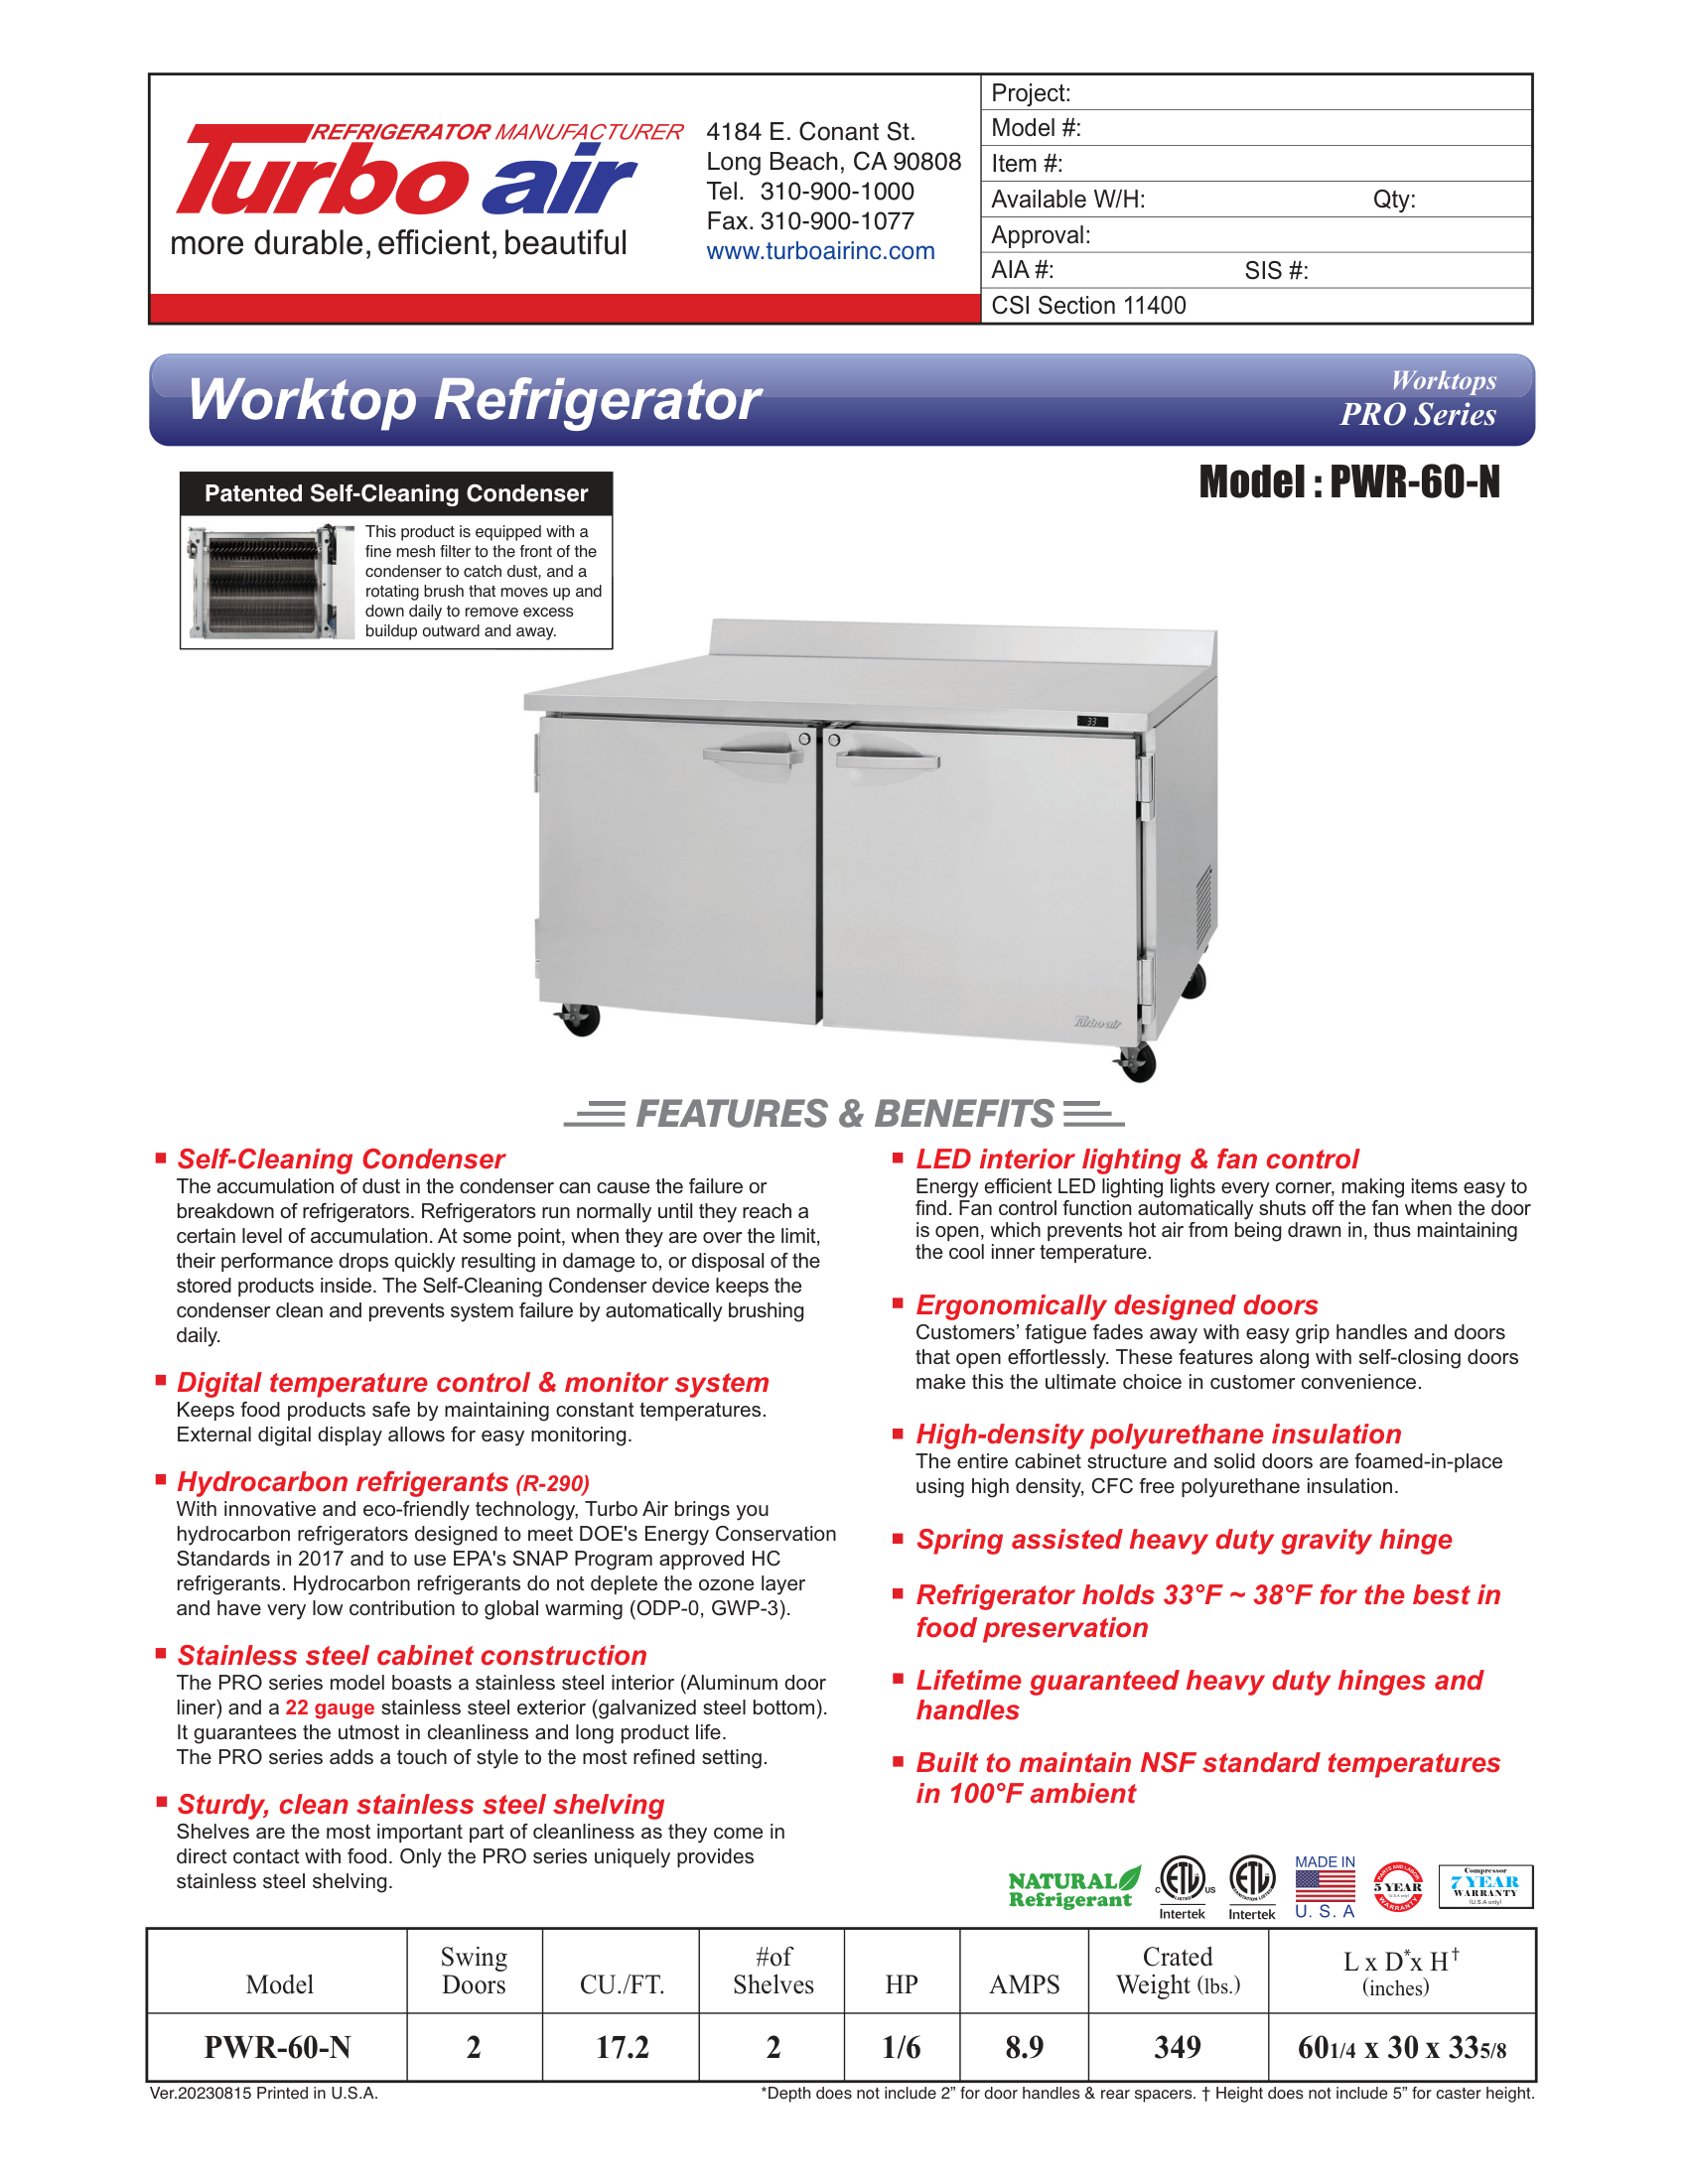 REFRIGERATOR MANUFACTURER
Turbo air
more durable, efficient, beautiful
4184 E. Conant St.
Long Beach, CA 90808
Tel. 310-900-1000
Fax. 310-900-1077
www.turboairinc.com
Project:
Model #:
Item #:
Available W/H: Qty:
Approval:
AIA #: SIS #:
CSI Section 11400
Worktop Refrigerator
Worktops
PRO Series
Model : PWR-60-N
Patented Self-Cleaning Condenser
This product is equipped with a
fine mesh filter to the front of the
condenser to catch dust, and a
rotating brush that moves up and
down daily to remove excess
buildup outward and away.
33
Turbo air
FEATURES & BENEFITS
Self-Cleaning Condenser
The accumulation of dust in the condenser can cause the failure or
breakdown of refrigerators. Refrigerators run normally until they reach a
certain level of accumulation. At some point, when they are over the limit,
their performance drops quickly resulting in damage to, or disposal of the
stored products inside. The Self-Cleaning Condenser device keeps the
condenser clean and prevents system failure by automatically brushing
daily.
Digital temperature control & monitor system
Keeps food products safe by maintaining constant temperatures.
External digital display allows for easy monitoring.
Hydrocarbon refrigerants (R-290)
With innovative and eco-friendly technology, Turbo Air brings you
hydrocarbon refrigerators designed to meet DOE's Energy Conservation
Standards in 2017 and to use EPA's SNAP Program approved HC
refrigerants. Hydrocarbon refrigerants do not deplete the ozone layer
and have very low contribution to global warming (ODP-0, GWP-3).
Stainless steel cabinet construction
The PRO series model boasts a stainless steel interior (Aluminum door
liner) and a 22 gauge stainless steel exterior (galvanized steel bottom).
It guarantees the utmost in cleanliness and long product life.
The PRO series adds a touch of style to the most refined setting.
Sturdy, clean stainless steel shelving
Shelves are the most important part of cleanliness as they come in
direct contact with food. Only the PRO series uniquely provides
stainless steel shelving.
LED interior lighting & fan control
Energy efficient LED lighting lights every corner, making items easy to
find. Fan control function automatically shuts off the fan when the door
is open, which prevents hot air from being drawn in, thus maintaining
the cool inner temperature.
Ergonomically designed doors
Customers' fatigue fades away with easy grip handles and doors
that open effortlessly. These features along with self-closing doors
make this the ultimate choice in customer convenience.
High-density polyurethane insulation
The entire cabinet structure and solid doors are foamed-in-place
using high density, CFC free polyurethane insulation.
Spring assisted heavy duty gravity hinge
Refrigerator holds 33°F ~ 38°F for the best in
food preservation
Lifetime guaranteed heavy duty hinges and
handles
Built to maintain NSF standard temperatures
in 100°F ambient
NATURAL
Refrigerant
C ETL US
LISTED
Intertek
ETL
SANITATION LISTED
Intertek
MADE IN
U. S. A
PARTS AND LABOR
5 YEAR
(U.S.A only)
WARRANTY
Compressor
7 YEAR
WARRANTY
(U.S.A only)
Model Swing Doors CU./FT. #of Shelves HP AMPS Crated Weight (lbs.) L x D* x H† (inches)
PWR-60-N 2 17.2 2 1/6 8.9 349 601/4 x 30 x 335/8
Ver.20230815 Printed in U.S.A.
*Depth does not include 2” for door handles & rear spacers. † Height does not include 5” for caster height.